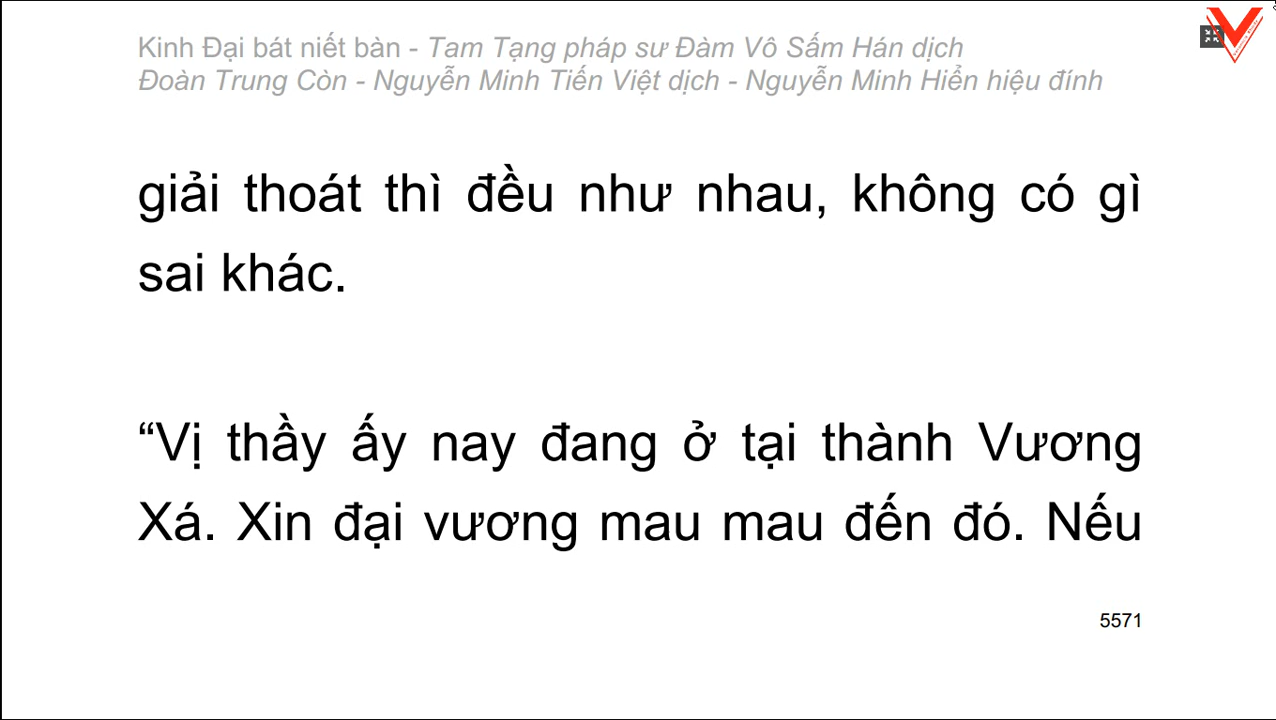 Kinh Đại bát niết bàn - Tam Tạng pháp sư Đàm Vô Sấm Hán dịch
Đoàn Trung Còn - Nguyễn Minh Tiến Việt dịch - Nguyễn Minh Hiển hiệu đính
giải thoát thì đều như nhau, không có gì
sai khác.
“Vị thầy ấy nay đang ở tại thành Vương
Xá. Xin đại vương mau mau đến đó. Nếu
5571